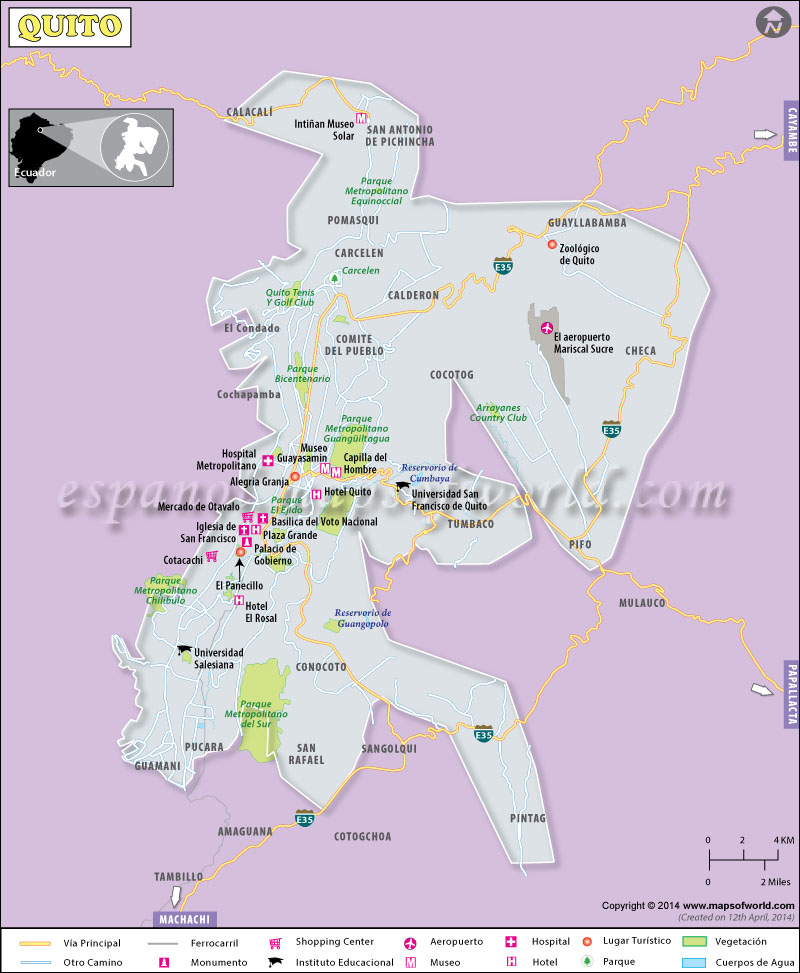 QUITO
N
Ecuador
CAYAMBE
CALACALÍ
Intiñan Museo
Solar
M
SAN ANTONIO
DE PICHINCHA
Parque
Metropolitano
Equinoccial
POMASQUI
GUAYLLABAMBA
Zoológico
de Quito
E35
CARCELEN
Carcelen
CALDERON
Quito Tenis
Y Golf Club
El Condado
COMITE
DEL PUEBLO
El aeropuerto
Mariscal Sucre
CHECA
COCOTOG
Parque
Bicentenario
Cochapamba
Arrayanes
Country Club
E35
Parque
Metropolitano
Guangüiltagua
Museo
Guayasamin
M
M
Capilla del
Hombre
Hospital
Metropolitano
Alegria Granja
Reservorio de
Cumbaya
H
Hotel Quito
Universidad San
Francisco de Quito
espanol.mapsofworld.com
Mercado de Otavalo
Parque
El Ejido
Basilica del Voto Nacional
TUMBACO
Iglesia de
San Francisco
H
Plaza Grande
Palacio de
Gobierno
Cotacachi
PIFO
El Panecillo
Parque
Metropolitano
Chilibulo
H
Hotel
El Rosal
Reservorio de
Guangopolo
MULAUCO
Universidad
Salesiana
CONOCOTO
PAPALLACTA
Parque
Metropolitano
del Sur
PUCARA
SAN
RAFAEL
SANGOLQUI
E35
GUAMANI
PINTAG
E35
AMAGUANA
COTOGCHOA
TAMBILLO
MACHACHI
0 2 4 KM
0 2 Miles
Copyright © 2014 www.mapsofworld.com
(Created on 12th April, 2014)
Vía Principal
Ferrocarril
Shopping Center
Aeropuerto
Hospital
Lugar Turístico
Vegetación
Otro Camino
Monumento
Instituto Educacional
M
Museo
H
Hotel
Parque
Cuerpos de Agua